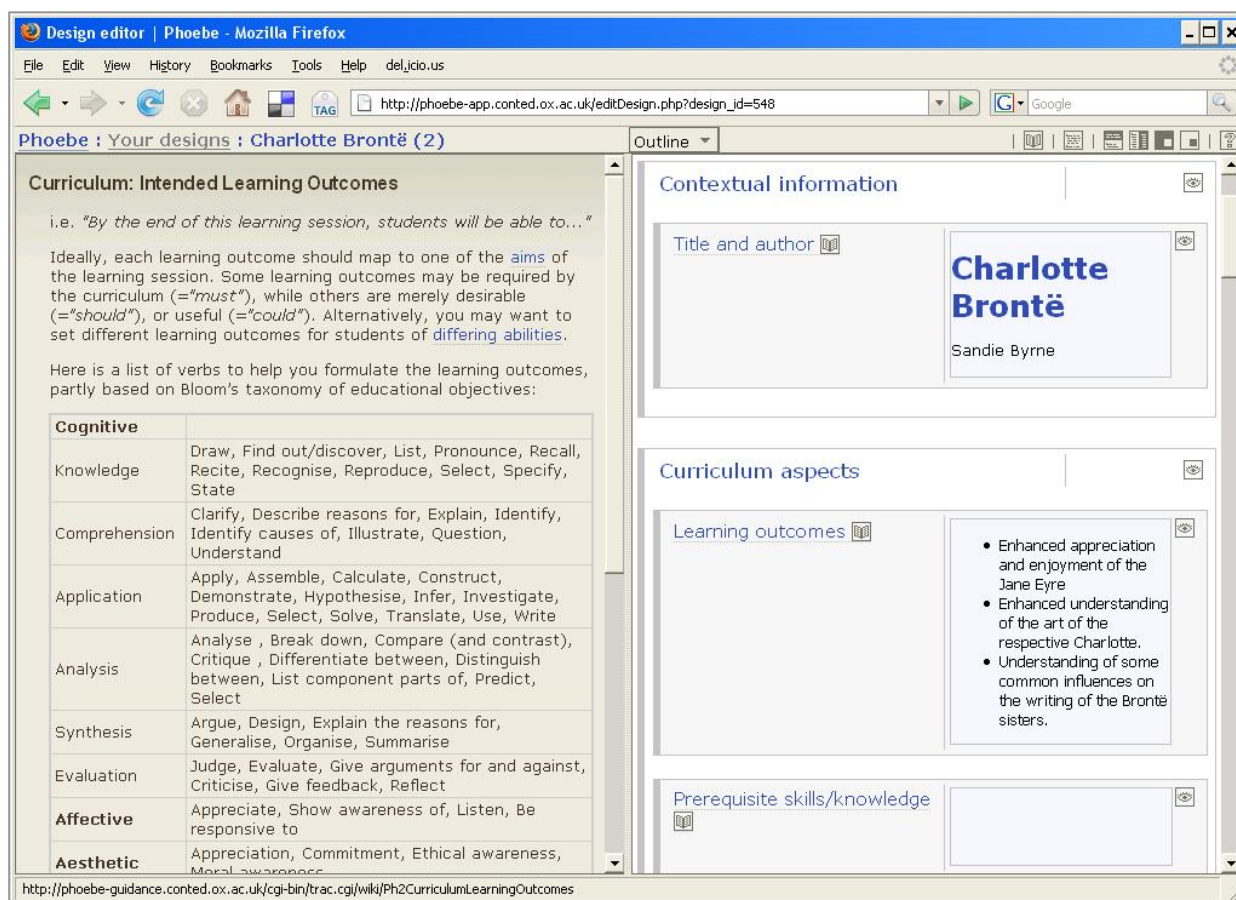 Design editor | Phoebe - Mozilla Firefox
File Edit View History Bookmarks Tools Help del.icio.us
TAG http://phoebe-app.conted.ox.ac.uk/editDesign.php?design_id=548 G Google
Phoebe : Your designs : Charlotte Brontë (2)
Outline
Curriculum: Intended Learning Outcomes
i.e. "By the end of this learning session, students will be able to..."
Ideally, each learning outcome should map to one of the aims of
the learning session. Some learning outcomes may be required by
the curriculum (="must"), while others are merely desirable
(="should"), or useful (="could"). Alternatively, you may want to
set different learning outcomes for students of differing abilities.
Here is a list of verbs to help you formulate the learning outcomes,
partly based on Bloom's taxonomy of educational objectives:
Cognitive
Knowledge
Draw, Find out/discover, List, Pronounce, Recall,
Recite, Recognise, Reproduce, Select, Specify,
State
Comprehension
Clarify, Describe reasons for, Explain, Identify,
Identify causes of, Illustrate, Question,
Understand
Application
Apply, Assemble, Calculate, Construct,
Demonstrate, Hypothesise, Infer, Investigate,
Produce, Select, Solve, Translate, Use, Write
Analysis
Analyse , Break down, Compare (and contrast),
Critique , Differentiate between, Distinguish
between, List component parts of, Predict,
Select
Synthesis
Argue, Design, Explain the reasons for,
Generalise, Organise, Summarise
Evaluation
Judge, Evaluate, Give arguments for and against,
Criticise, Give feedback, Reflect
Affective
Appreciate, Show awareness of, Listen, Be
responsive to
Aesthetic
Appreciation, Commitment, Ethical awareness,
Moral awareness
Contextual information
Title and author
Charlotte
Brontë
Sandie Byrne
Curriculum aspects
Learning outcomes
• Enhanced appreciation
and enjoyment of the
Jane Eyre
• Enhanced understanding
of the art of the
respective Charlotte.
• Understanding of some
common influences on
the writing of the Brontë
sisters.
Prerequisite skills/knowledge
http://phoebe-guidance.conted.ox.ac.uk/cgi-bin/trac.cgi/wiki/Ph2CurriculumLearningOutcomes